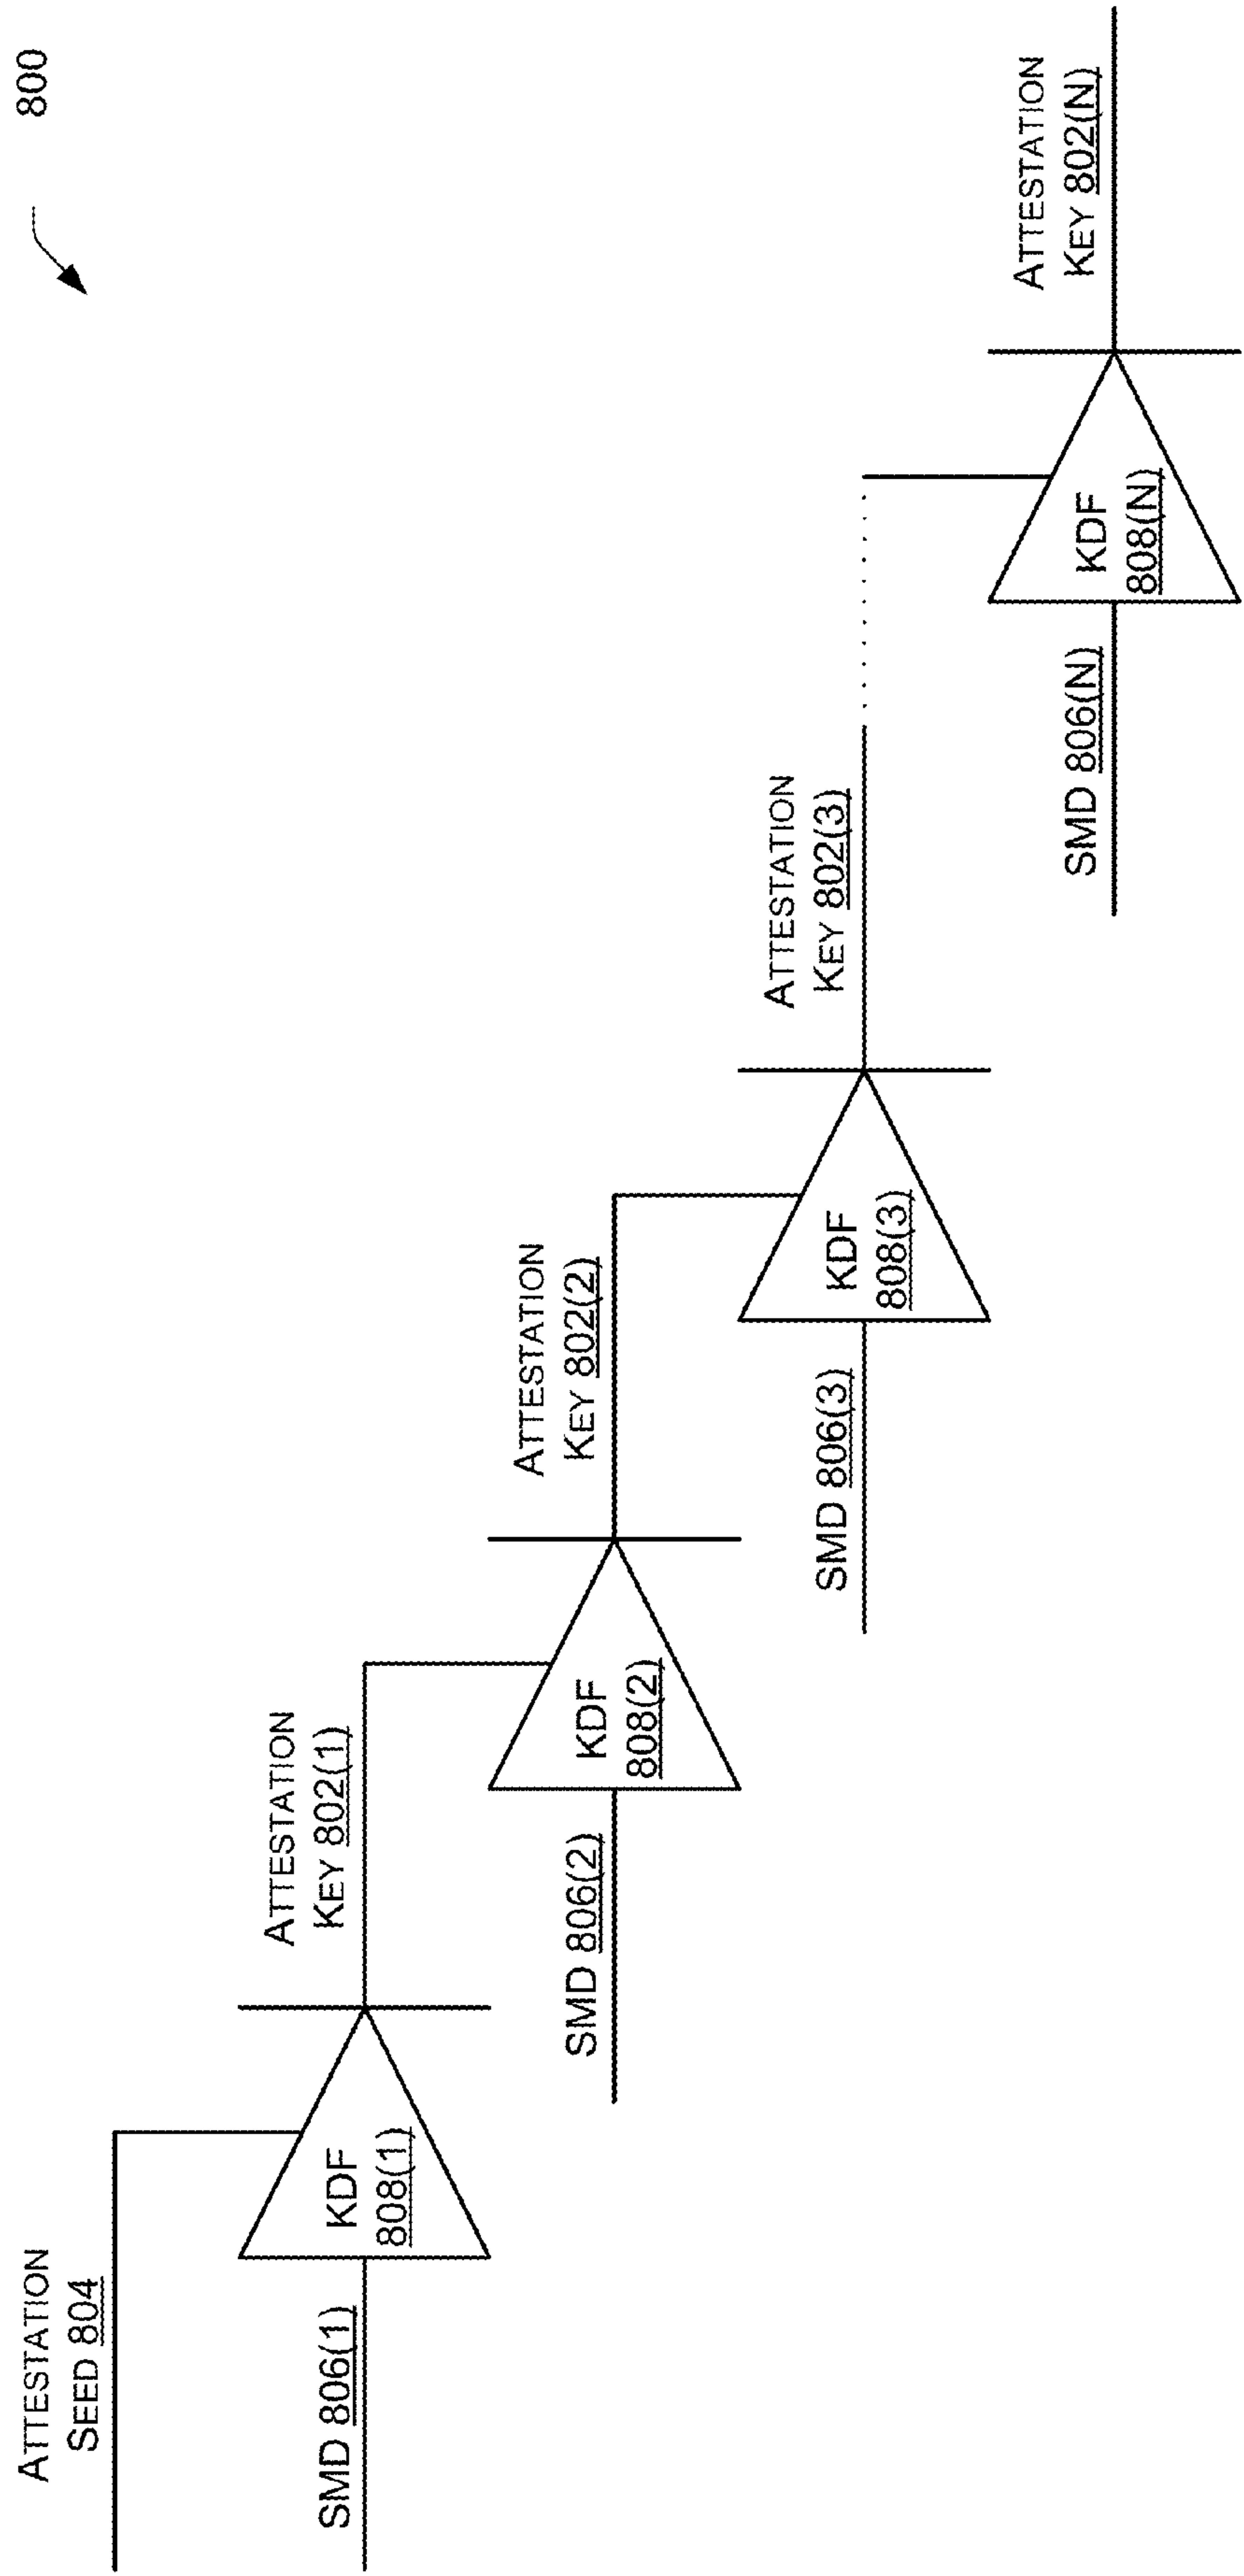 800
ATTESTATION
SEED 804
SMD 806(1)
KDF
808(1)
ATTESTATION
KEY 802(1)
SMD 806(2)
KDF
808(2)
ATTESTATION
KEY 802(2)
SMD 806(3)
KDF
808(3)
ATTESTATION
KEY 802(3)
SMD 806(N)
KDF
808(N)
ATTESTATION
KEY 802(N)